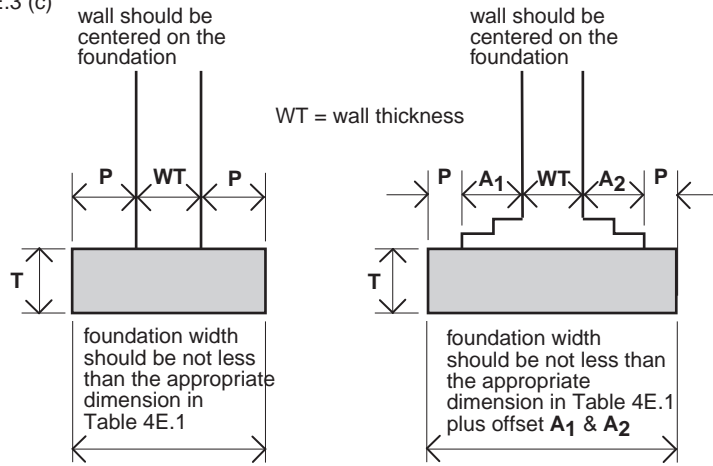 E.3 (c)
wall should be
centered on the
foundation
wall should be
centered on the
foundation
WT = wall thickness
P WT P
P A1 WT A2 P
T
T
foundation width
should be not less
than the appropriate
dimension in
Table 4E.1
foundation width
should be not less than
the appropriate
dimension in Table 4E.1
plus offset A1 & A2